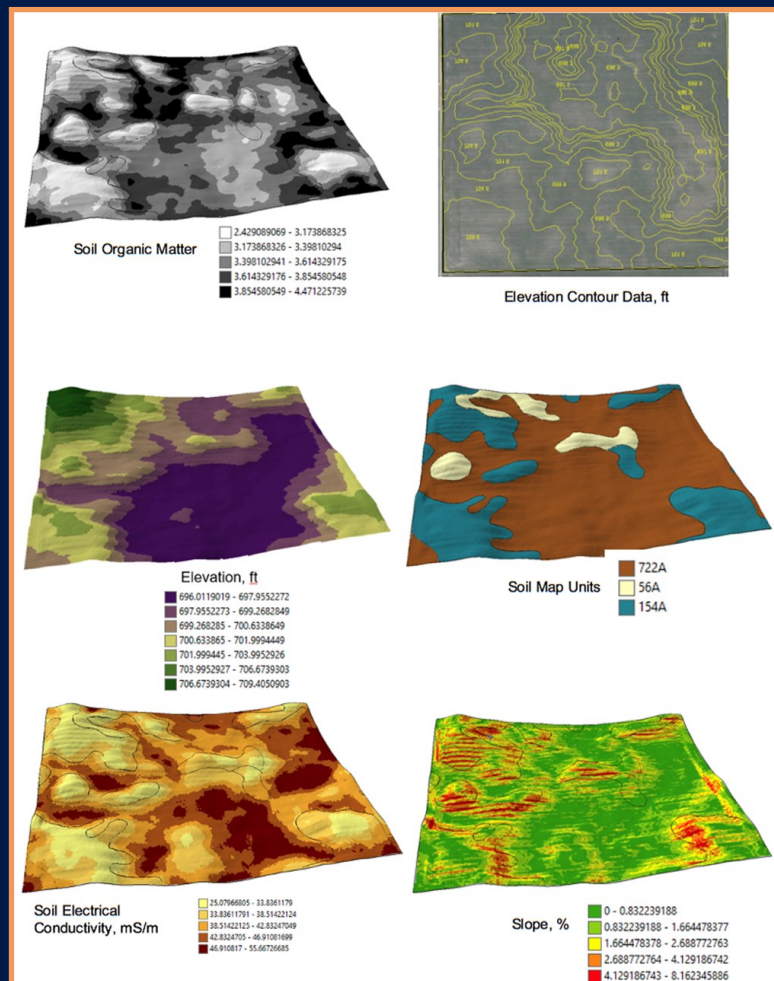 Soil Organic Matter
2.429089069 - 3.173868325
3.173868326 - 3.39810294
3.398102941 - 3.614329175
3.614329176 - 3.854580548
3.854580549 - 4.471225739
Elevation Contour Data, ft
Elevation, ft
696.0119019 - 697.9552272
697.9552273 - 699.2682849
699.268285 - 700.6338649
700.633865 - 701.9994449
701.999445 - 703.9952926
703.9952927 - 706.6739303
706.6739304 - 709.4050903
Soil Map Units
722A
56A
154A
Soil Electrical
Conductivity, mS/m
25.07966805 - 33.8361179
33.83611791 - 38.51422124
38.51422125 - 42.83247049
42.8324705 - 46.91081699
46.910817 - 55.66726685
Slope, %
0 - 0.832239188
0.832239188 - 1.664478377
1.664478378 - 2.688772763
2.688772764 - 4.129186742
4.129186743 - 8.162345886